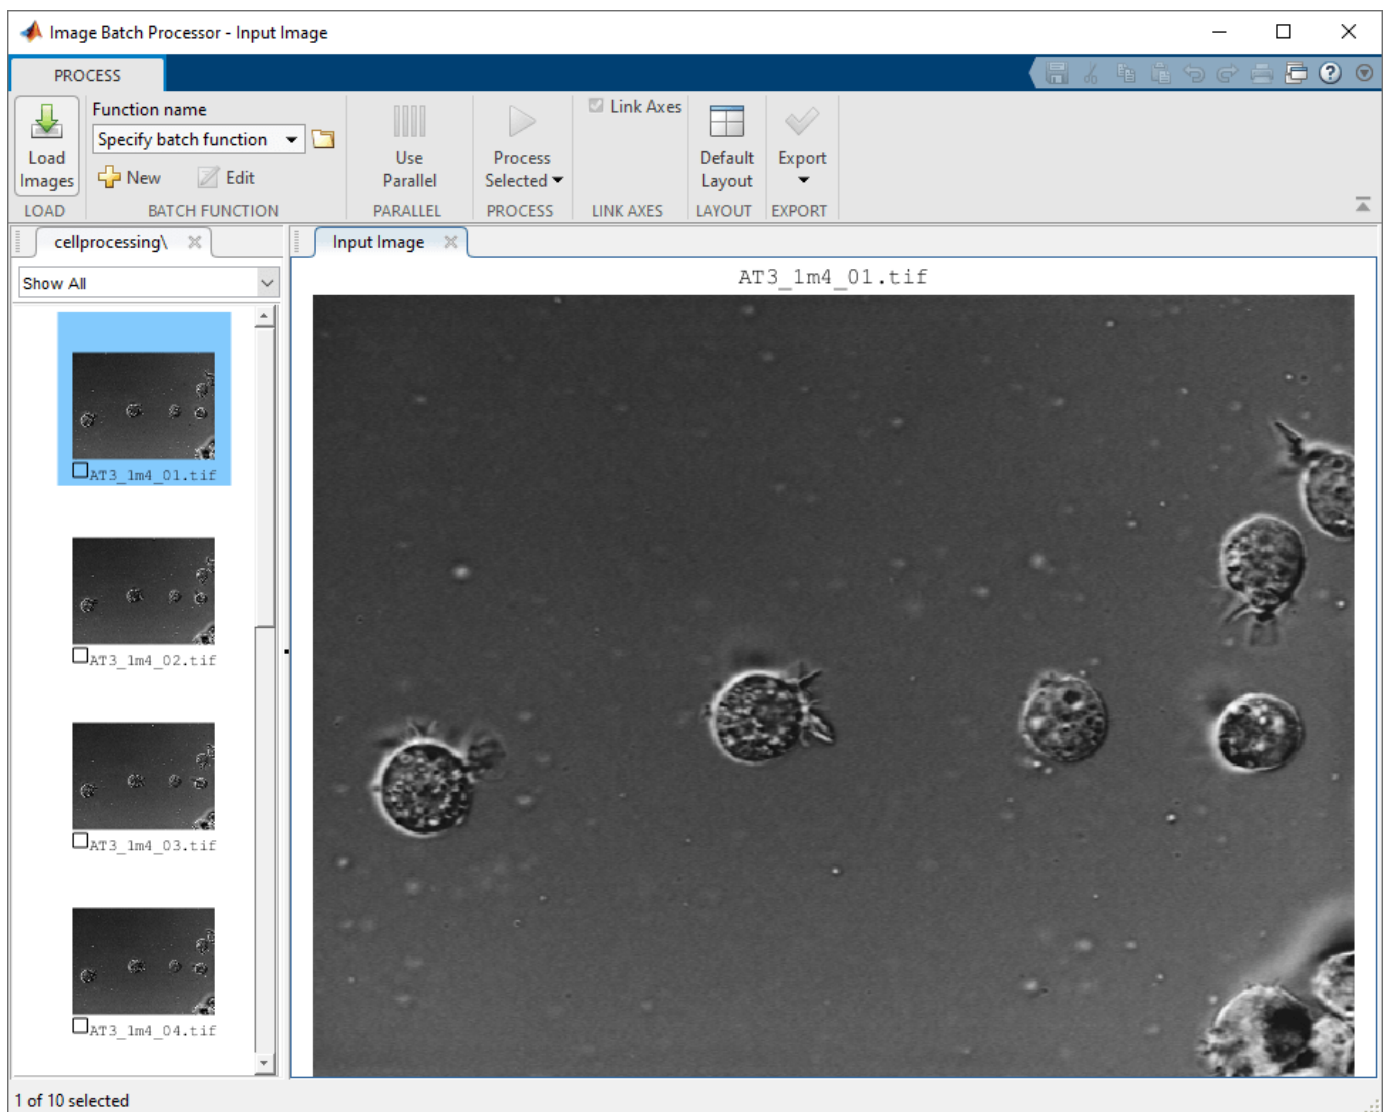 Image Batch Processor - Input Image
PROCESS
Load Images
Function name
Specify batch function
New
Edit
Use Parallel
Process Selected
Link Axes
Default Layout
Export
LOAD
BATCH FUNCTION
PARALLEL
PROCESS
LINK AXES
LAYOUT
EXPORT
cellprocessing\
Input Image
Show All
AT3_1m4_01.tif
AT3_1m4_01.tif
AT3_1m4_02.tif
AT3_1m4_03.tif
AT3_1m4_04.tif
1 of 10 selected